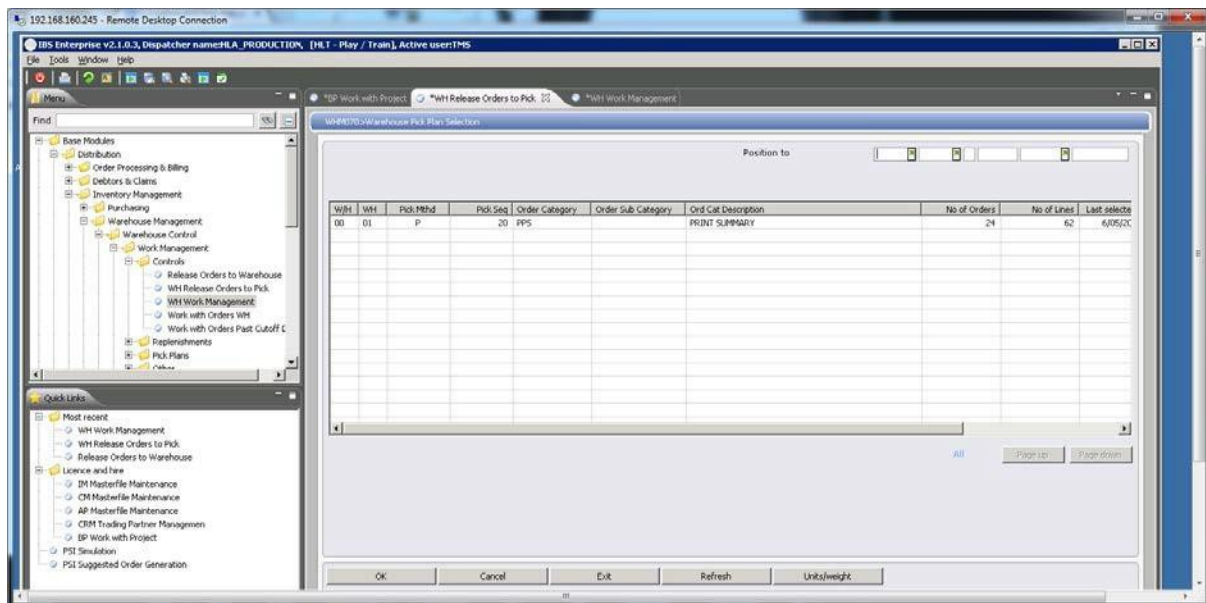 192.168.160.245 - Remote Desktop Connection
IBS Enterprise v2.1.0.3, Dispatcher name:HLA_PRODUCTION, [HLT - Play / Train], Active user:TMS
File Tools Window Help
Menu
*BP Work with Project
*WH Release Orders to Pick
*WH Work Management
Find
WHM070>Warehouse Pick Plan Selection
Base Modules
Distribution
Order Processing & Billing
Debtors & Claims
Inventory Management
Purchasing
Warehouse Management
Warehouse Control
Work Management
Controls
Release Orders to Warehouse
WH Release Orders to Pick
WH Work Management
Work with Orders WH
Work with Orders Past Cutoff D
Replenishments
Pick Plans
Other
Position to
W/H WH Pick Mthd Pick Seq Order Category Order Sub Category Ord Cat Description No of Orders No of Lines Last selecte
00 01 P 20 PPS PRINT SUMMARY 24 62 6/05/20
All Page up Page down
Quick Links
Most recent
WH Work Management
WH Release Orders to Pick
Release Orders to Warehouse
Licence and hire
IM Masterfile Maintenance
CM Masterfile Maintenance
AP Masterfile Maintenance
CRM Trading Partner Managemen
BP Work with Project
PSI Simulation
PSI Suggested Order Generation
OK Cancel Exit Refresh Units/weight